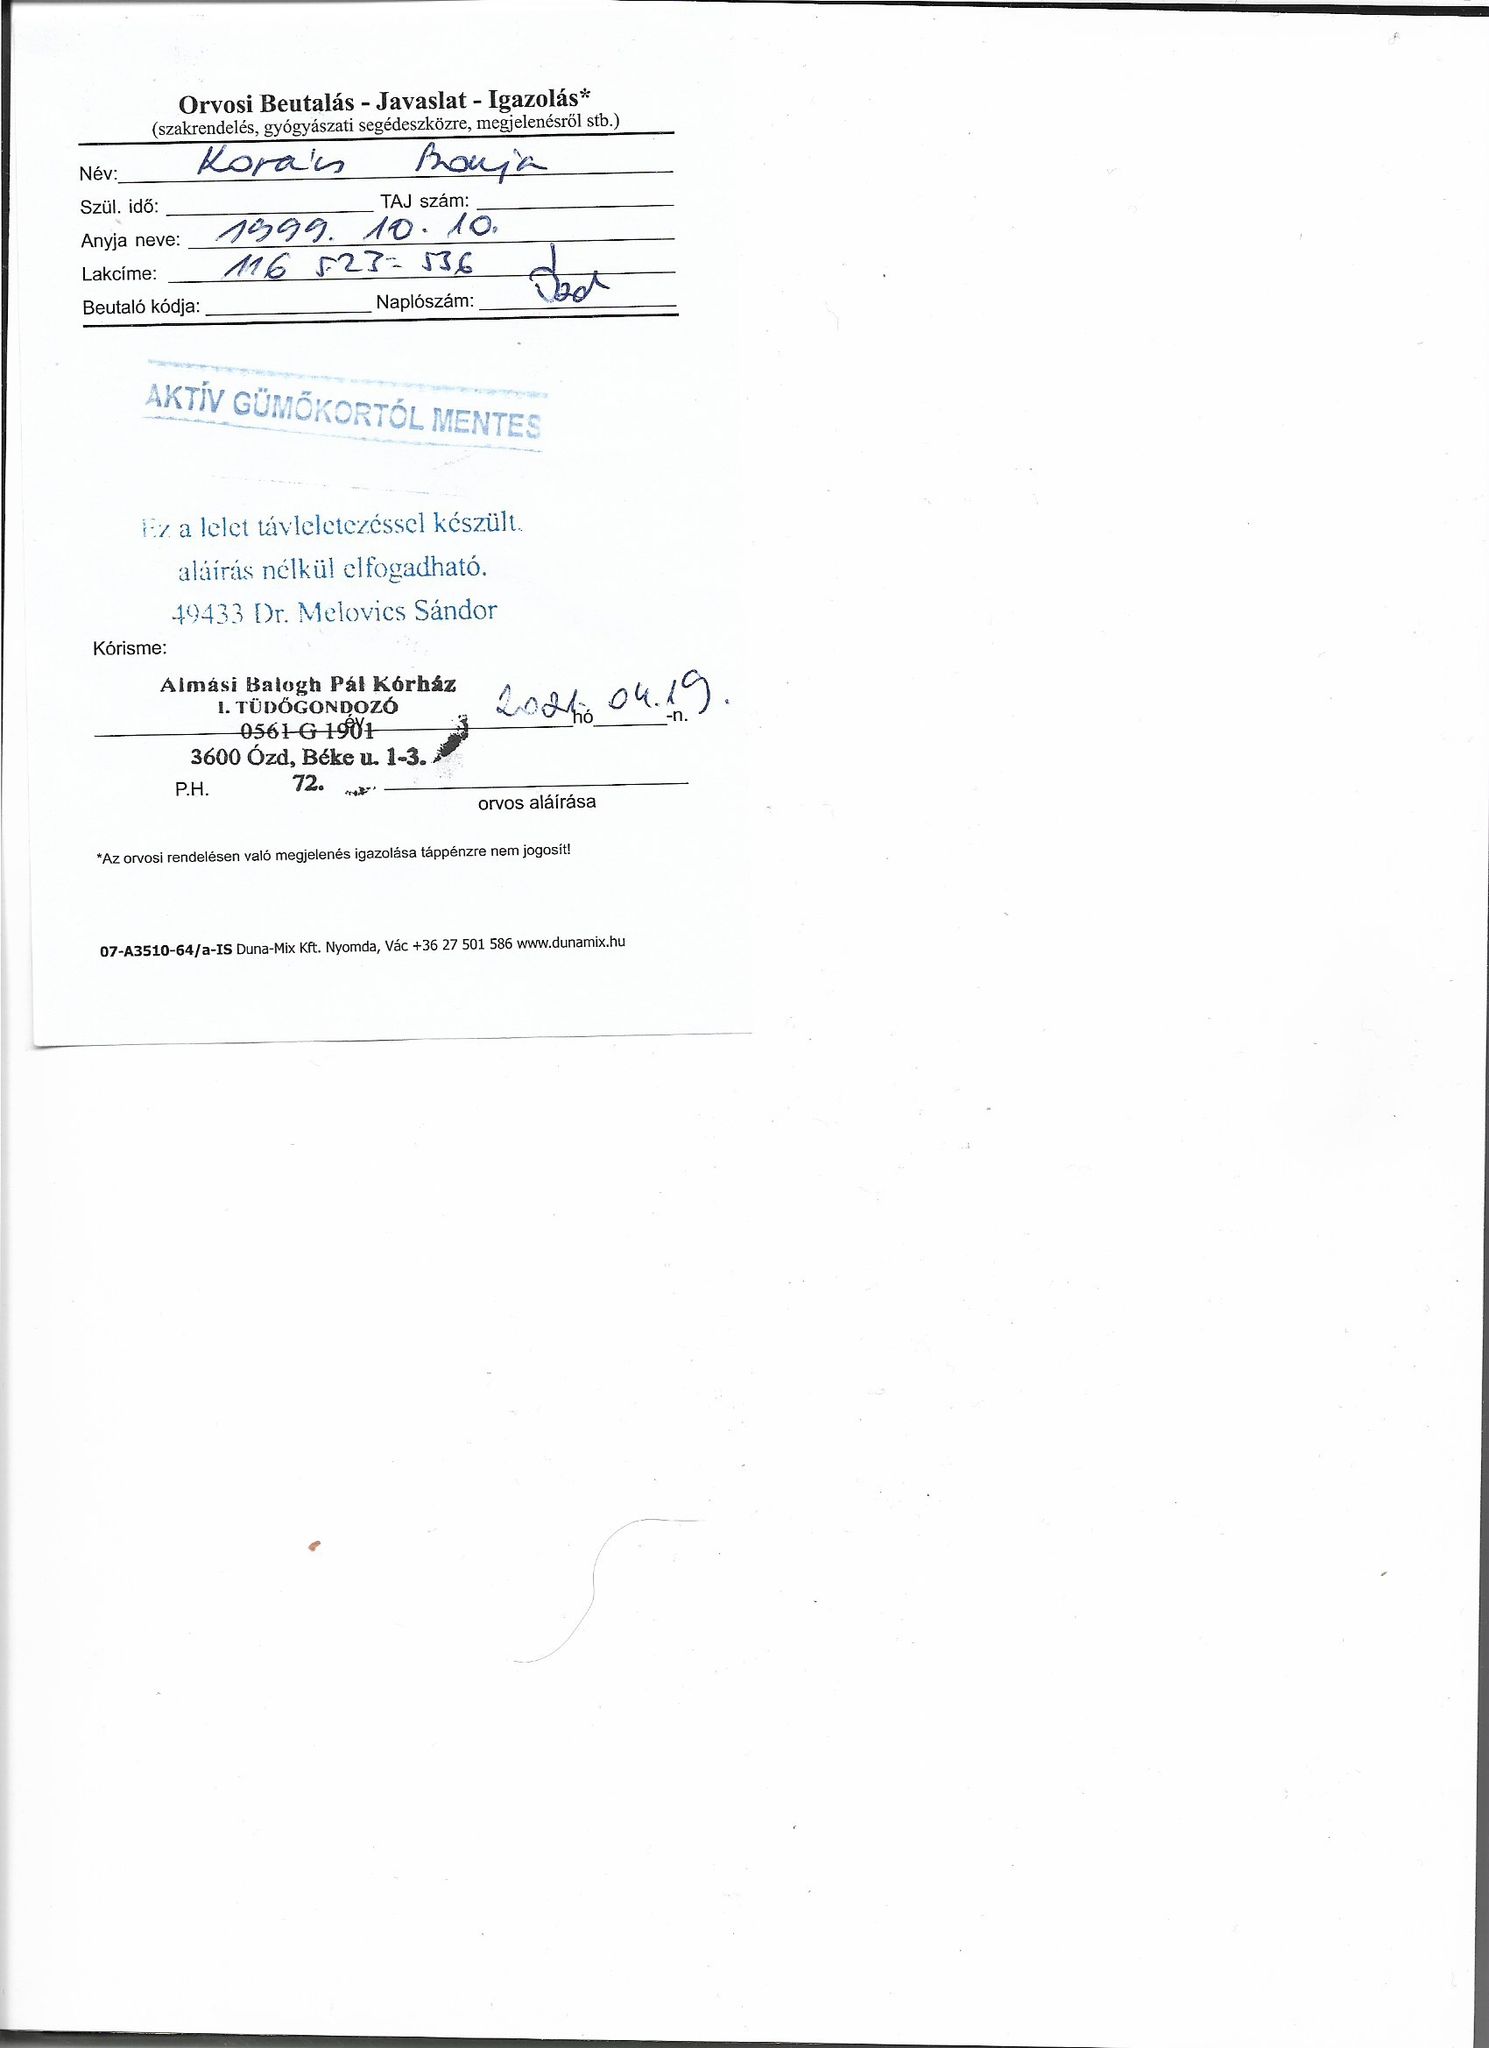 Orvosi Beutalás - Javaslat - Igazolás*
(szakrendelés, gyógyászati segédeszközre, megjelenésről stb.)
Név: Kovács
Szül. idő: TAJ szám:
Anyja neve: 1999. 10. 10.
Lakcíme: 116 523-536
Beutaló kódja: Naplószám: Ózd
AKTÍV GÜMŐKORTÓL MENTES
Ez a lelet távleletezéssel készült.
aláírás nélkül elfogadható.
49433 Dr. Melovics Sándor
Kórisme:
Almási Balogh Pál Kórház
I. TÜDŐGONDOZÓ
2021. 04.19.
0561-G-1901 év hó -n.
3600 Ózd, Béke u. 1-3.
P.H. 72.
orvos aláírása
*Az orvosi rendelésen való megjelenés igazolása táppénzre nem jogosít!
07-A3510-64/a-IS Duna-Mix Kft. Nyomda, Vác +36 27 501 586 www.dunamix.hu